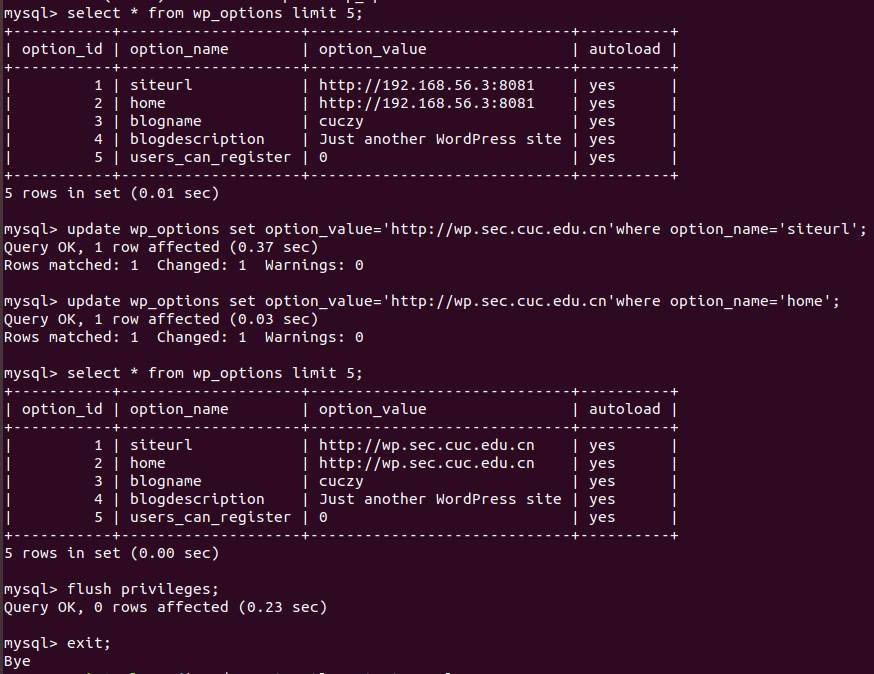 mysql> select * from wp_options limit 5;
+-----------+--------------------+-----------------------------+----------+
| option_id | option_name        | option_value                | autoload |
+-----------+--------------------+-----------------------------+----------+
|         1 | siteurl            | http://192.168.56.3:8081    | yes      |
|         2 | home               | http://192.168.56.3:8081    | yes      |
|         3 | blogname           | cuczy                       | yes      |
|         4 | blogdescription    | Just another WordPress site | yes      |
|         5 | users_can_register | 0                           | yes      |
+-----------+--------------------+-----------------------------+----------+
5 rows in set (0.01 sec)
mysql> update wp_options set option_value='http://wp.sec.cuc.edu.cn'where option_name='siteurl';
Query OK, 1 row affected (0.37 sec)
Rows matched: 1  Changed: 1  Warnings: 0
mysql> update wp_options set option_value='http://wp.sec.cuc.edu.cn'where option_name='home';
Query OK, 1 row affected (0.03 sec)
Rows matched: 1  Changed: 1  Warnings: 0
mysql> select * from wp_options limit 5;
+-----------+--------------------+-----------------------------+----------+
| option_id | option_name        | option_value                | autoload |
+-----------+--------------------+-----------------------------+----------+
|         1 | siteurl            | http://wp.sec.cuc.edu.cn    | yes      |
|         2 | home               | http://wp.sec.cuc.edu.cn    | yes      |
|         3 | blogname           | cuczy                       | yes      |
|         4 | blogdescription    | Just another WordPress site | yes      |
|         5 | users_can_register | 0                           | yes      |
+-----------+--------------------+-----------------------------+----------+
5 rows in set (0.00 sec)
mysql> flush privileges;
Query OK, 0 rows affected (0.23 sec)
mysql> exit;
Bye